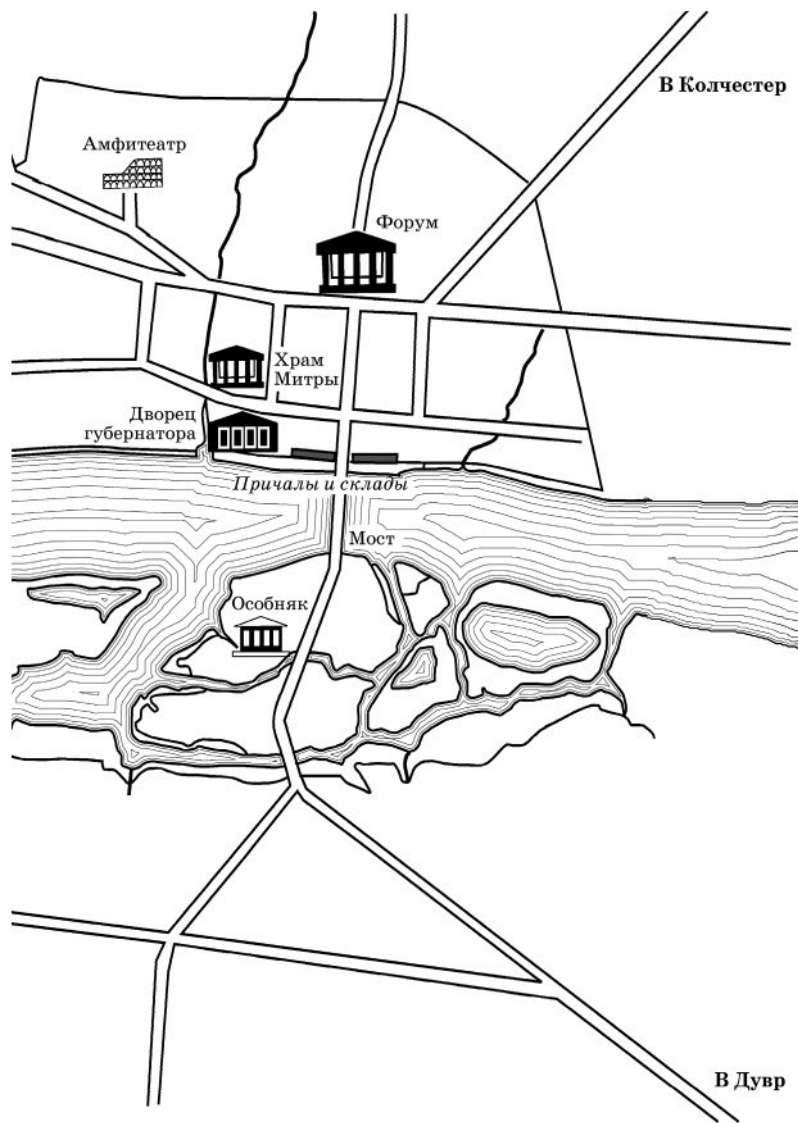 В Колчестер
Амфитеатр
Форум
Храм
Митры
Дворец
губернатора
Причалы и склады
Мост
Особняк
В Дувр